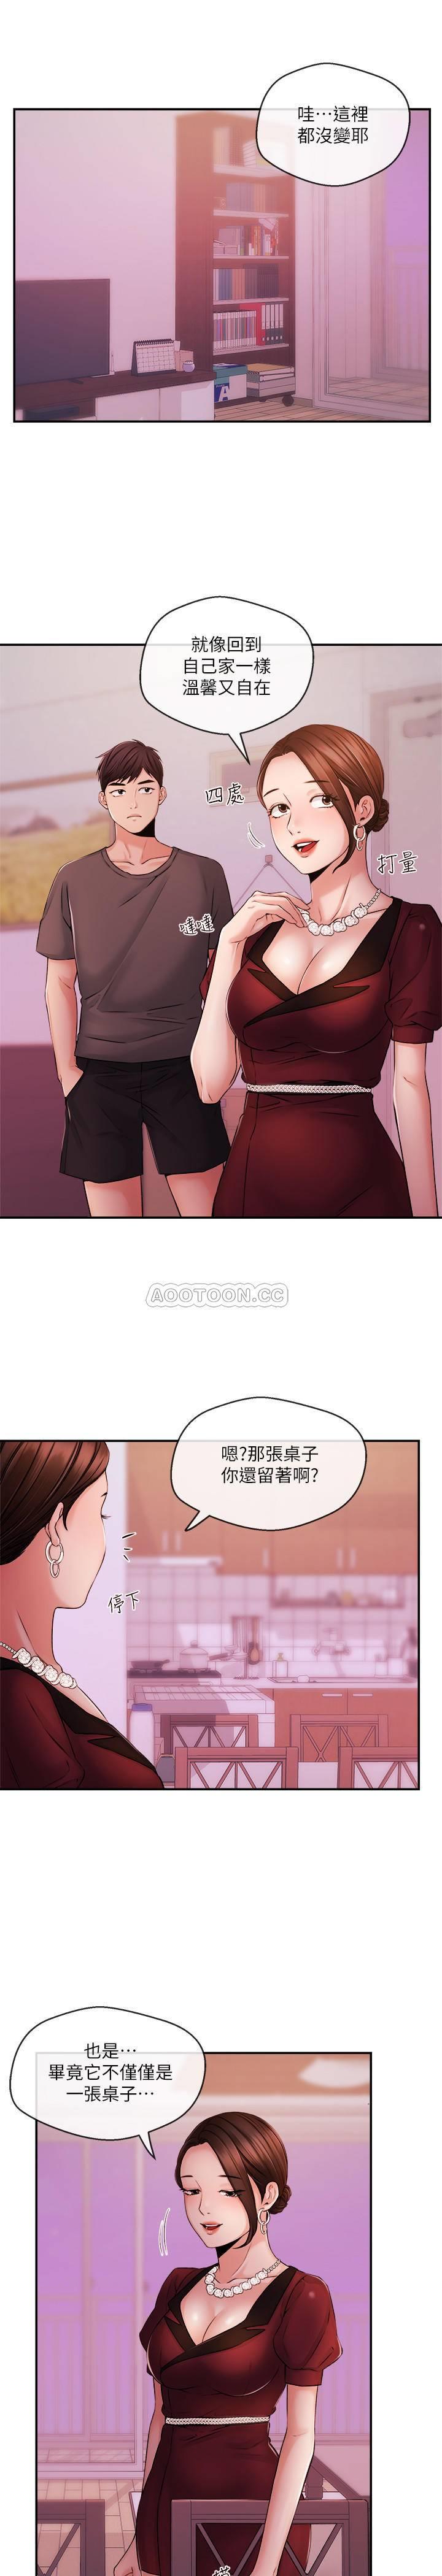 哇…這裡
都沒變耶
就像回到
自己家一樣
溫馨又自在
四處
打量
噠噠
AOOTOON.CC
嗯?那張桌子
你還留著啊?
停下
也是…
畢竟它不僅僅是
一張桌子…